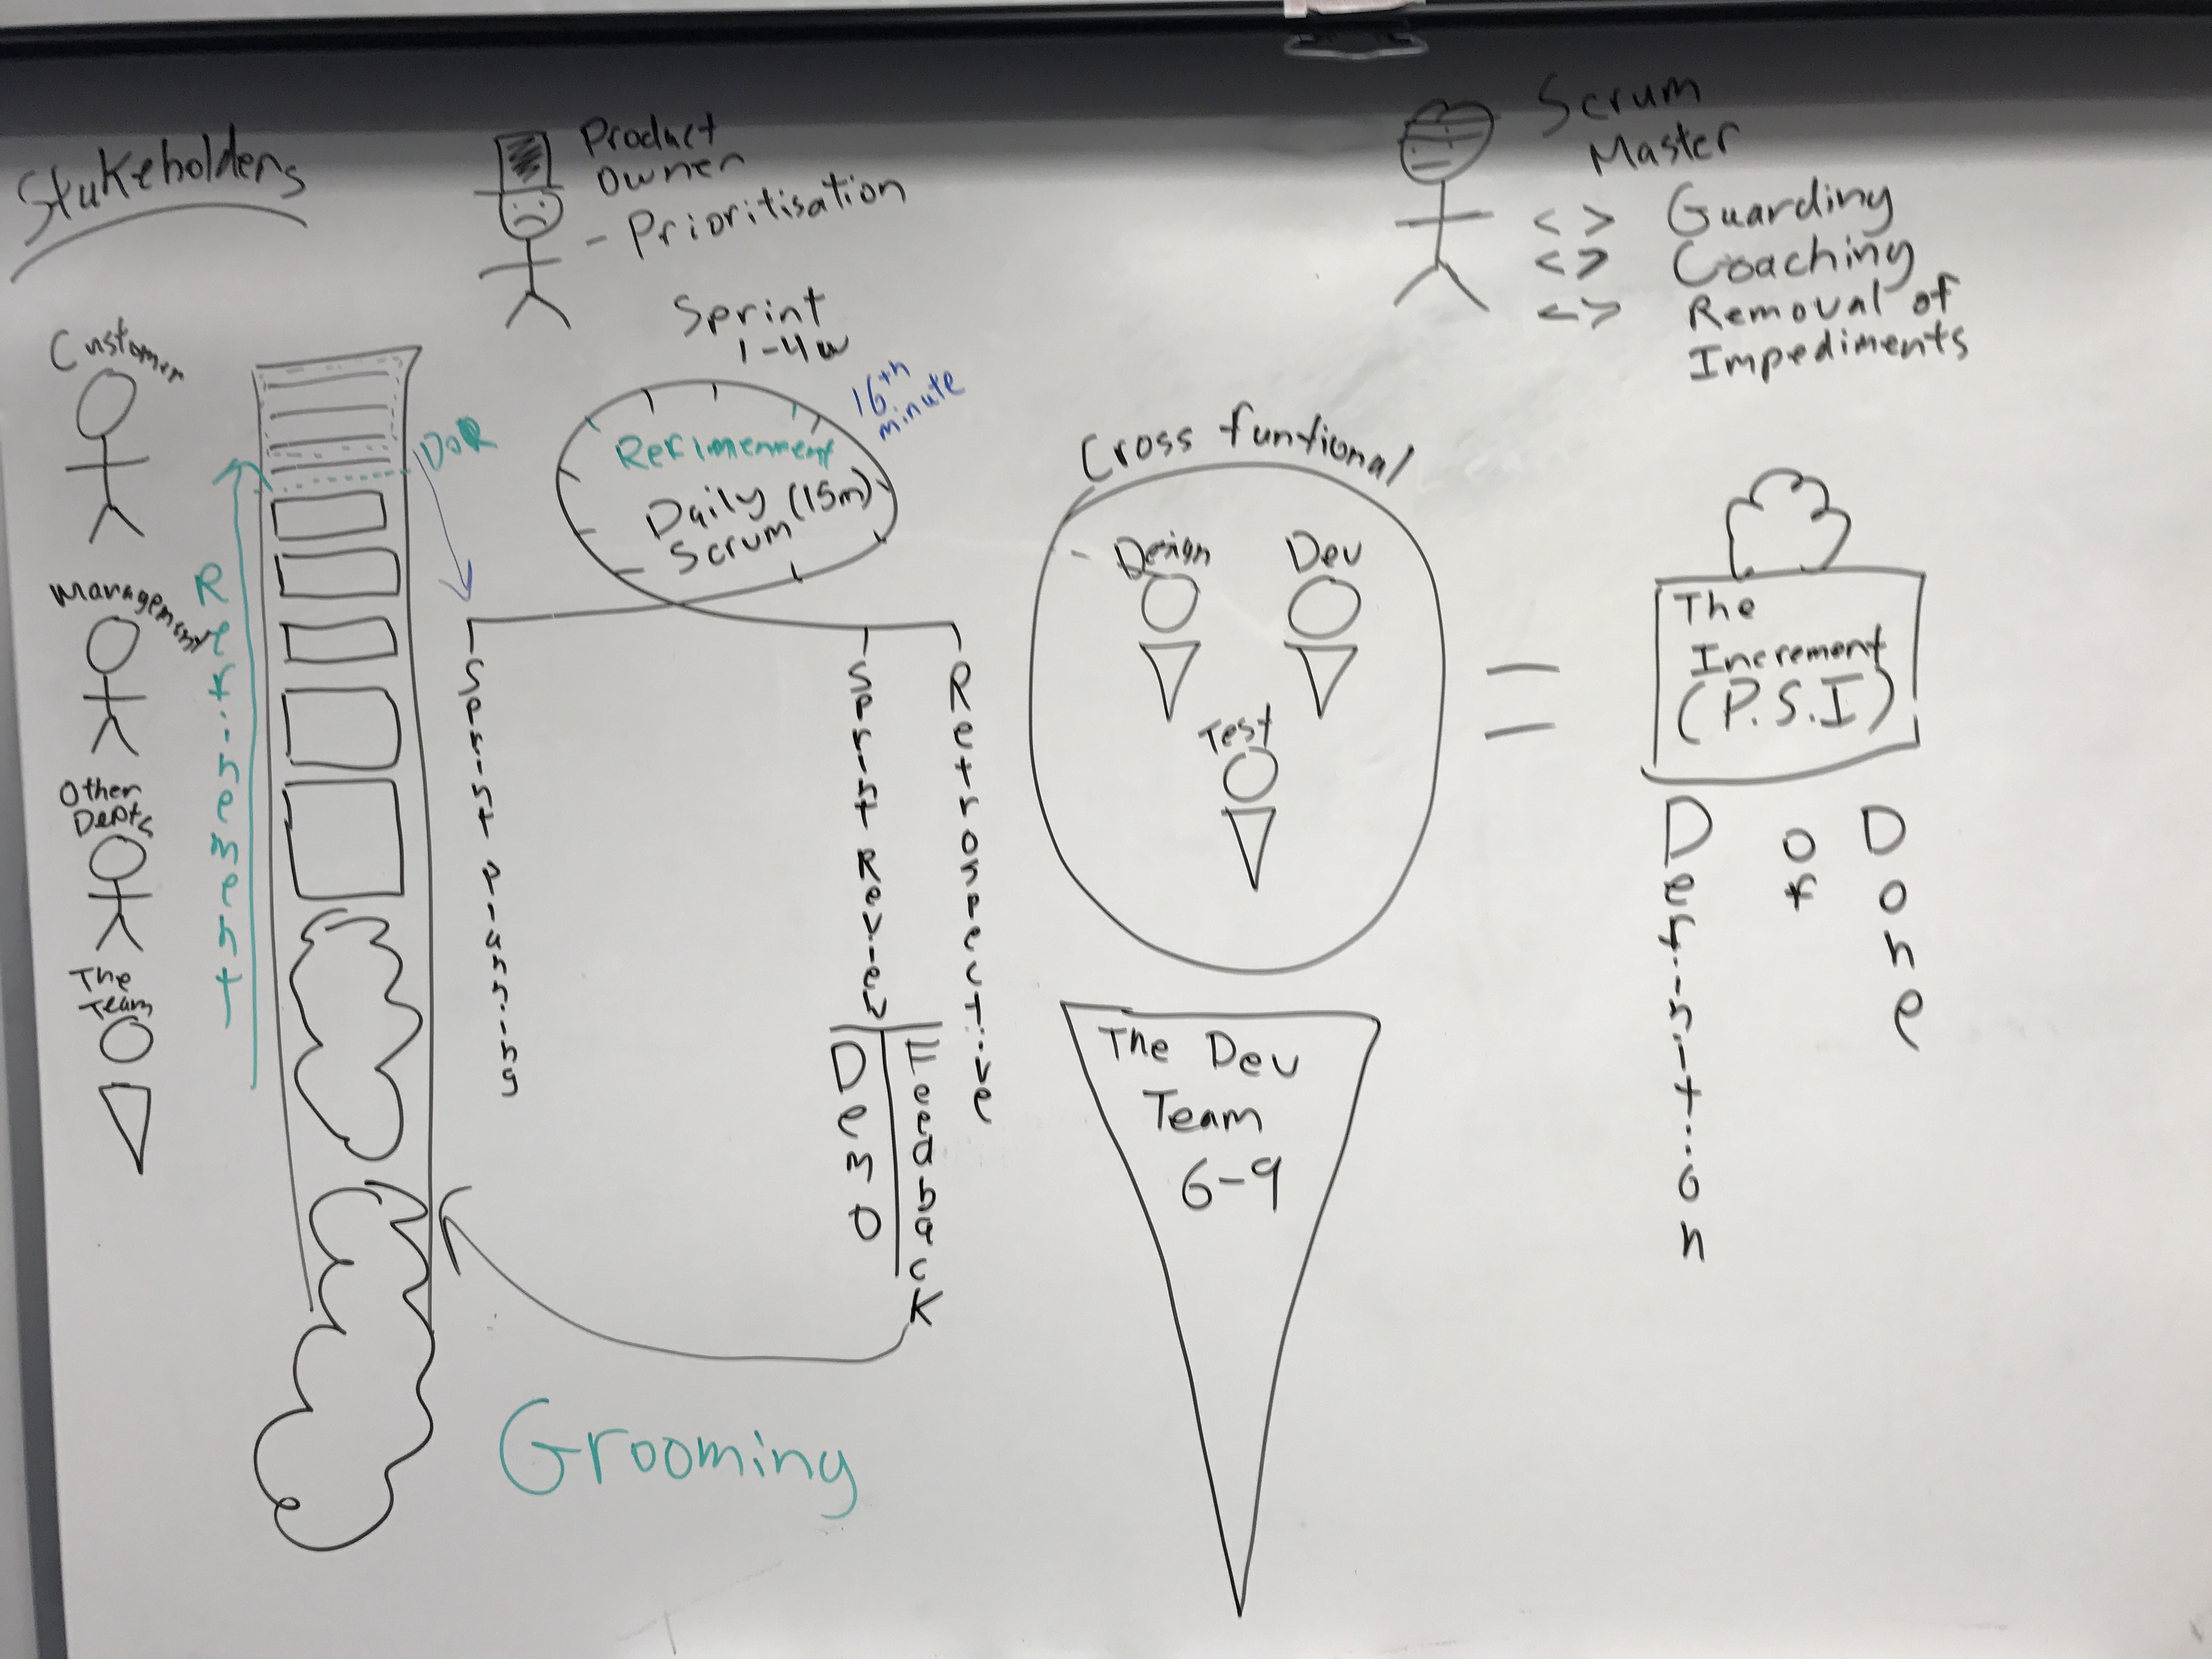 Stakeholders
Product
Owner
- Prioritisation
Scrum
Master
<> Guarding
<> Coaching
<> Removal of
Impediments
Customer
Management
Other
Depts
The
Team
Refinement
DoR
Sprint
1-4w
16th
minute
Refinenment
Daily (15m)
Scrum
Sprint Planning
Sprint Review
Demo
Feedback
Retrospective
Grooming
Cross funtional
Design
Dev
Test
The Dev
Team
6-9
=
The
Increment
(P.S.I)
Definition
of
Done